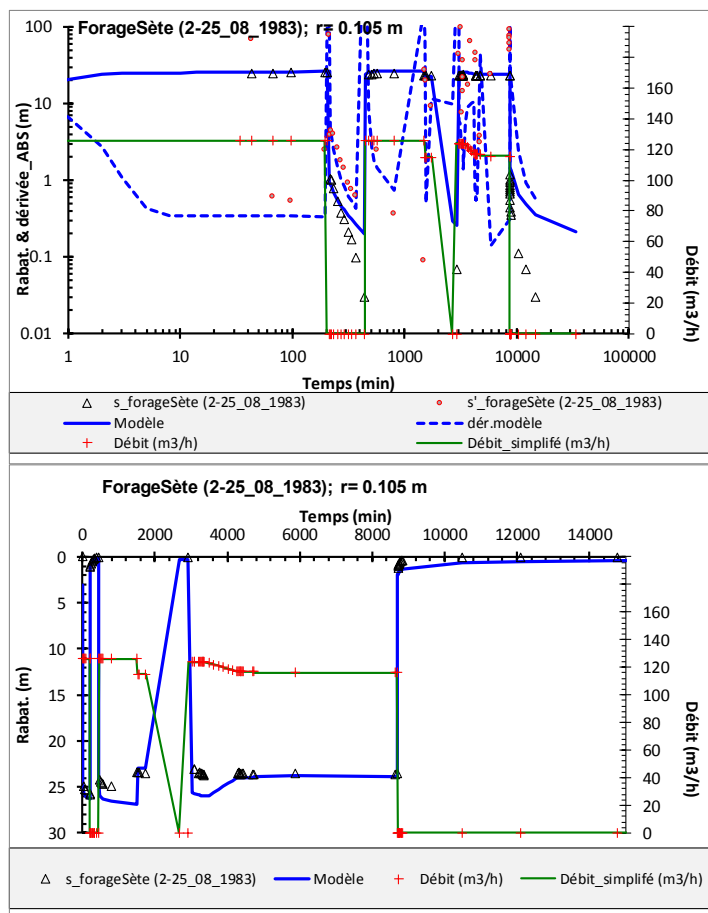 ForageSète (2-25_08_1983); r= 0.105 m
Rabat. & dérivée_ABS (m)
100
10
1
0.1
0.01
160
140
120
100
80
60
40
20
0
Débit (m3/h)
1 10 100 1000 10000 100000
Temps (min)
s_forageSète (2-25_08_1983) s'_forageSète (2-25_08_1983)
Modèle dér.modèle
Débit (m3/h) Débit_simplifé (m3/h)
ForageSète (2-25_08_1983); r= 0.105 m
Temps (min)
0 2000 4000 6000 8000 10000 12000 14000
Rabat. (m)
0
5
10
15
20
25
30
160
140
120
100
80
60
40
20
0
Débit (m3/h)
s_forageSète (2-25_08_1983) Modèle Débit (m3/h) Débit_simplifé (m3/h)